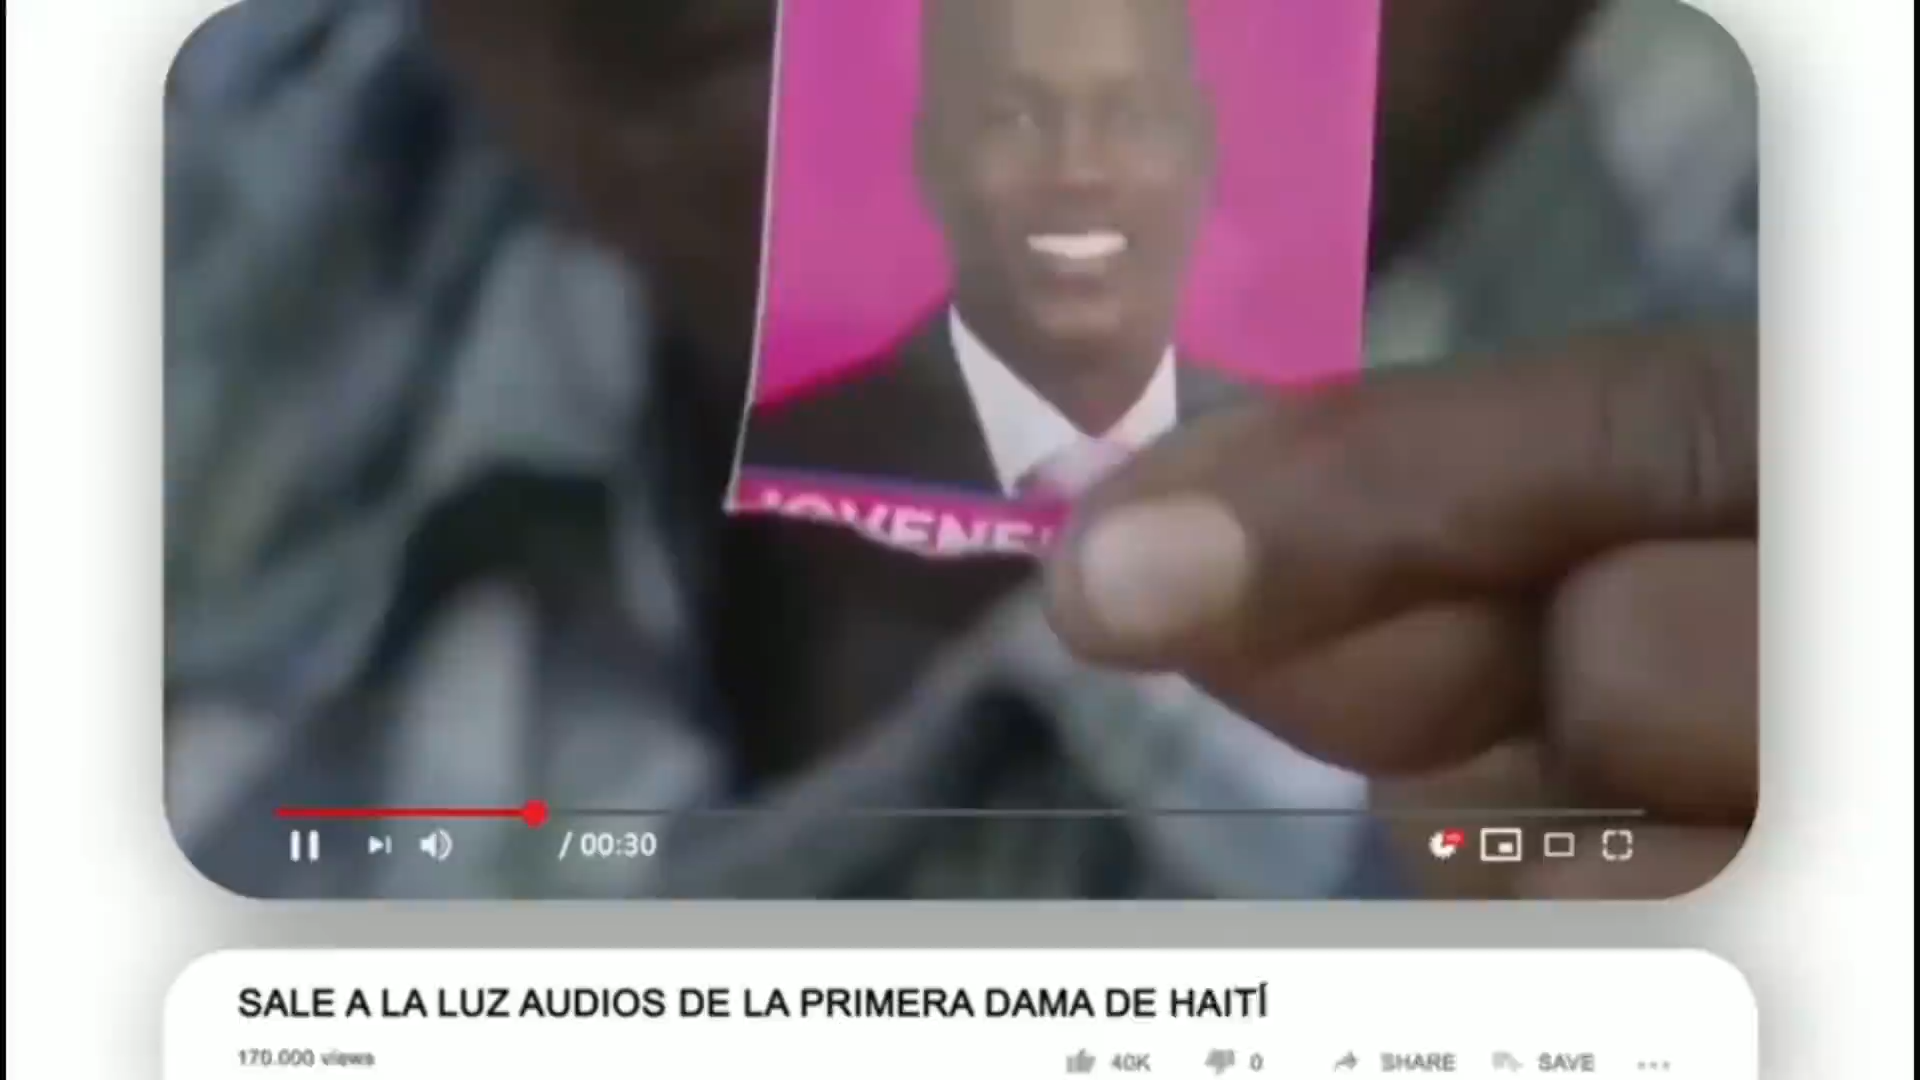 JOVENE
/ 00:30
SALE A LA LUZ AUDIOS DE LA PRIMERA DAMA DE HAITÍ
170.000 views
40K
0
SHARE
SAVE